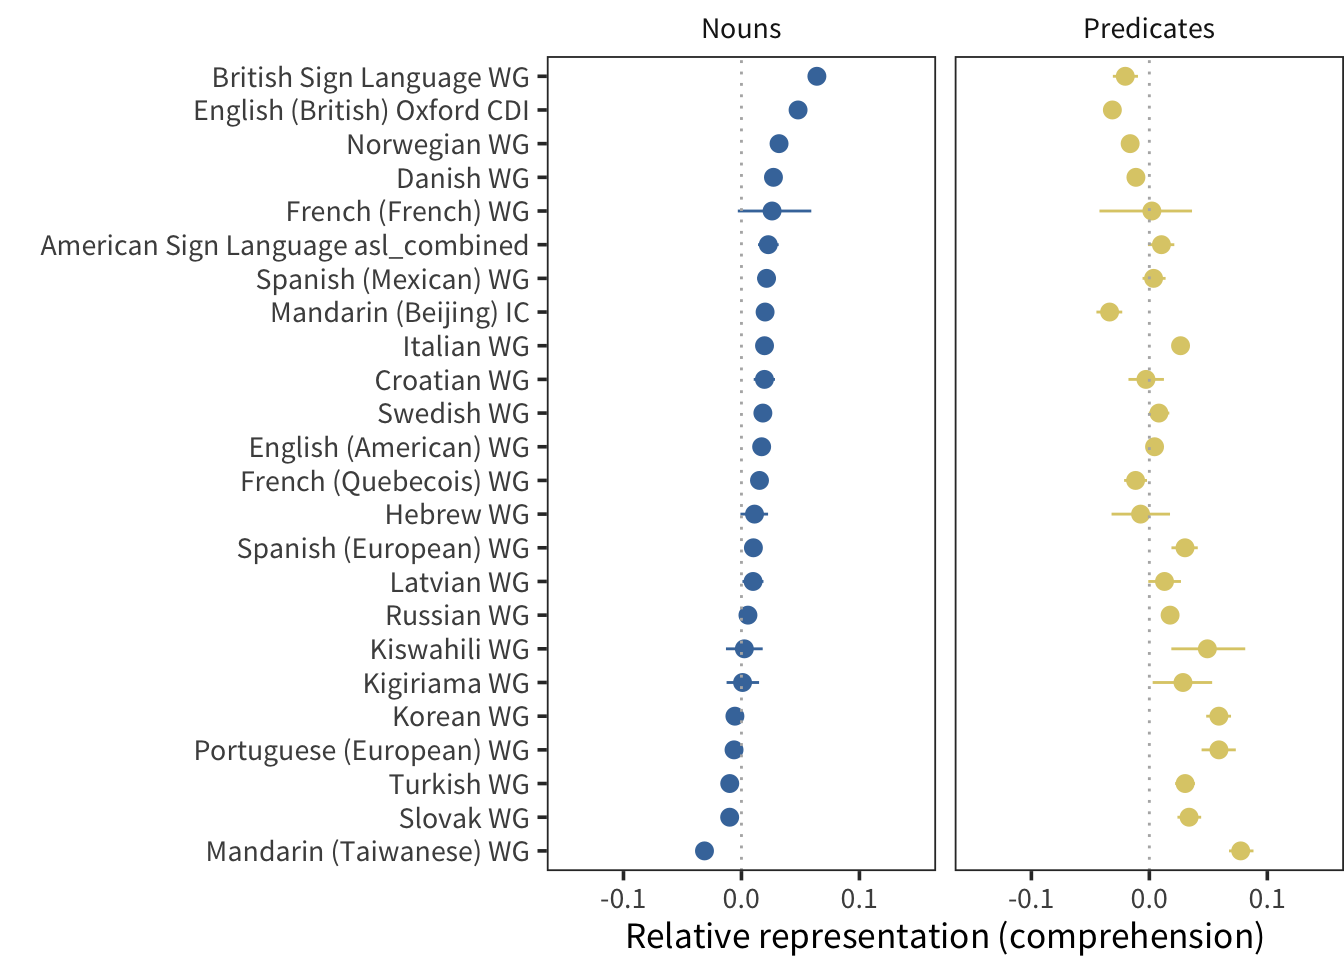 Nouns
Predicates
British Sign Language WG
English (British) Oxford CDI
Norwegian WG
Danish WG
French (French) WG
American Sign Language asl_combined
Spanish (Mexican) WG
Mandarin (Beijing) IC
Italian WG
Croatian WG
Swedish WG
English (American) WG
French (Quebecois) WG
Hebrew WG
Spanish (European) WG
Latvian WG
Russian WG
Kiswahili WG
Kigiriama WG
Korean WG
Portuguese (European) WG
Turkish WG
Slovak WG
Mandarin (Taiwanese) WG
-0.1 0.0 0.1
-0.1 0.0 0.1
Relative representation (comprehension)